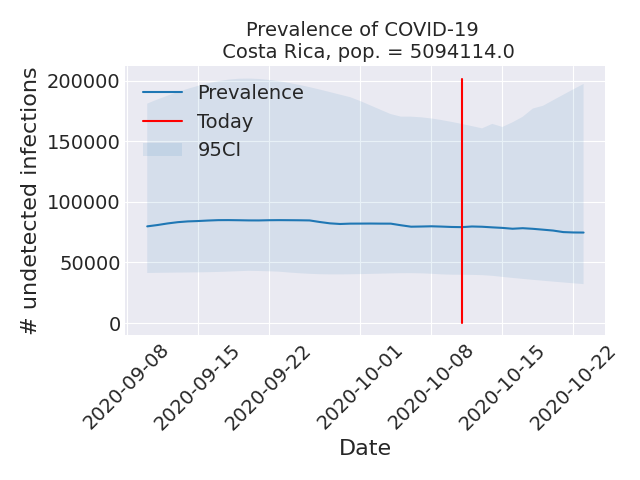 Prevalence of COVID-19
Costa Rica, pop. = 5094114.0
# undetected infections
200000
150000
100000
50000
0
Prevalence
Today
95CI
2020-09-08
2020-09-15
2020-09-22
2020-10-01
2020-10-08
2020-10-15
2020-10-22
Date